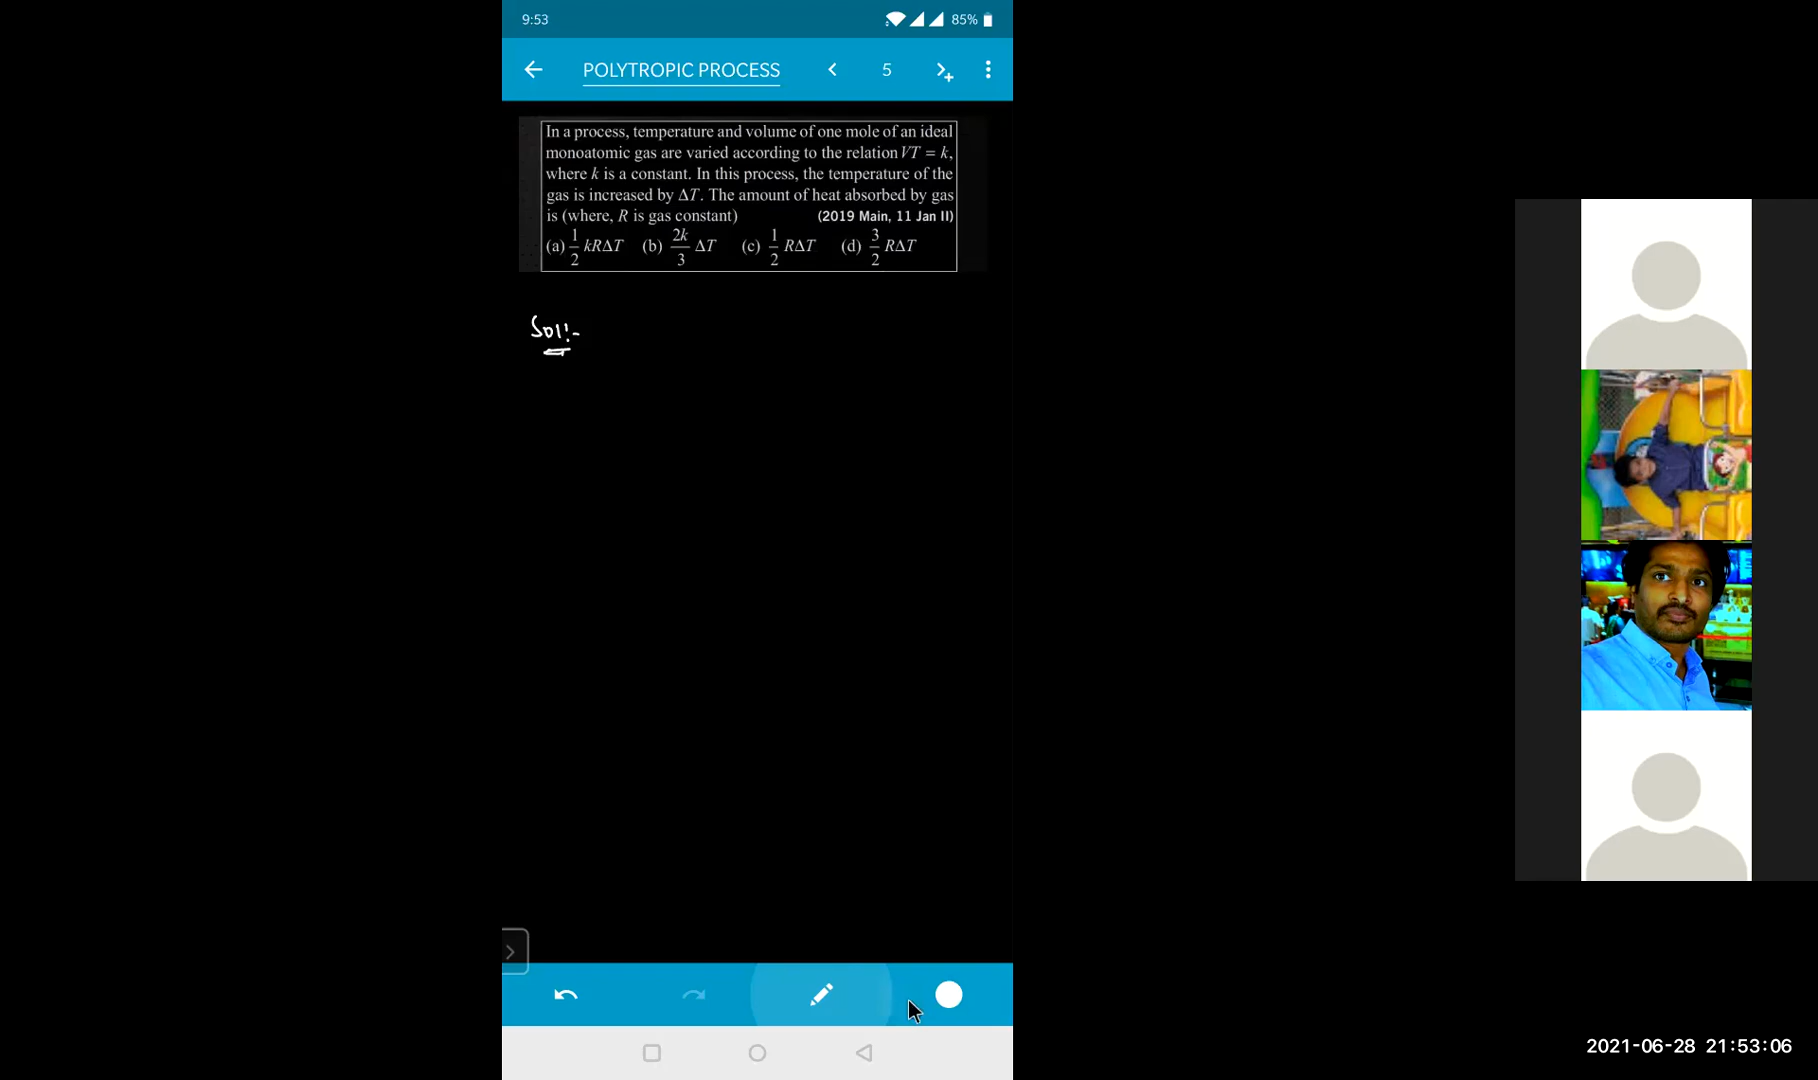 9:53
85%
POLYTROPIC PROCESS
5
In a process, temperature and volume of one mole of an ideal
monoatomic gas are varied according to the relation VT = k,
where k is a constant. In this process, the temperature of the
gas is increased by ΔT. The amount of heat absorbed by gas
is (where, R is gas constant) (2019 Main, 11 Jan II)
(a) 1/2 kRΔT (b) 2k/3 ΔT (c) 1/2 RΔT (d) 3/2 RΔT
Sol:-
2021-06-28 21:53:06